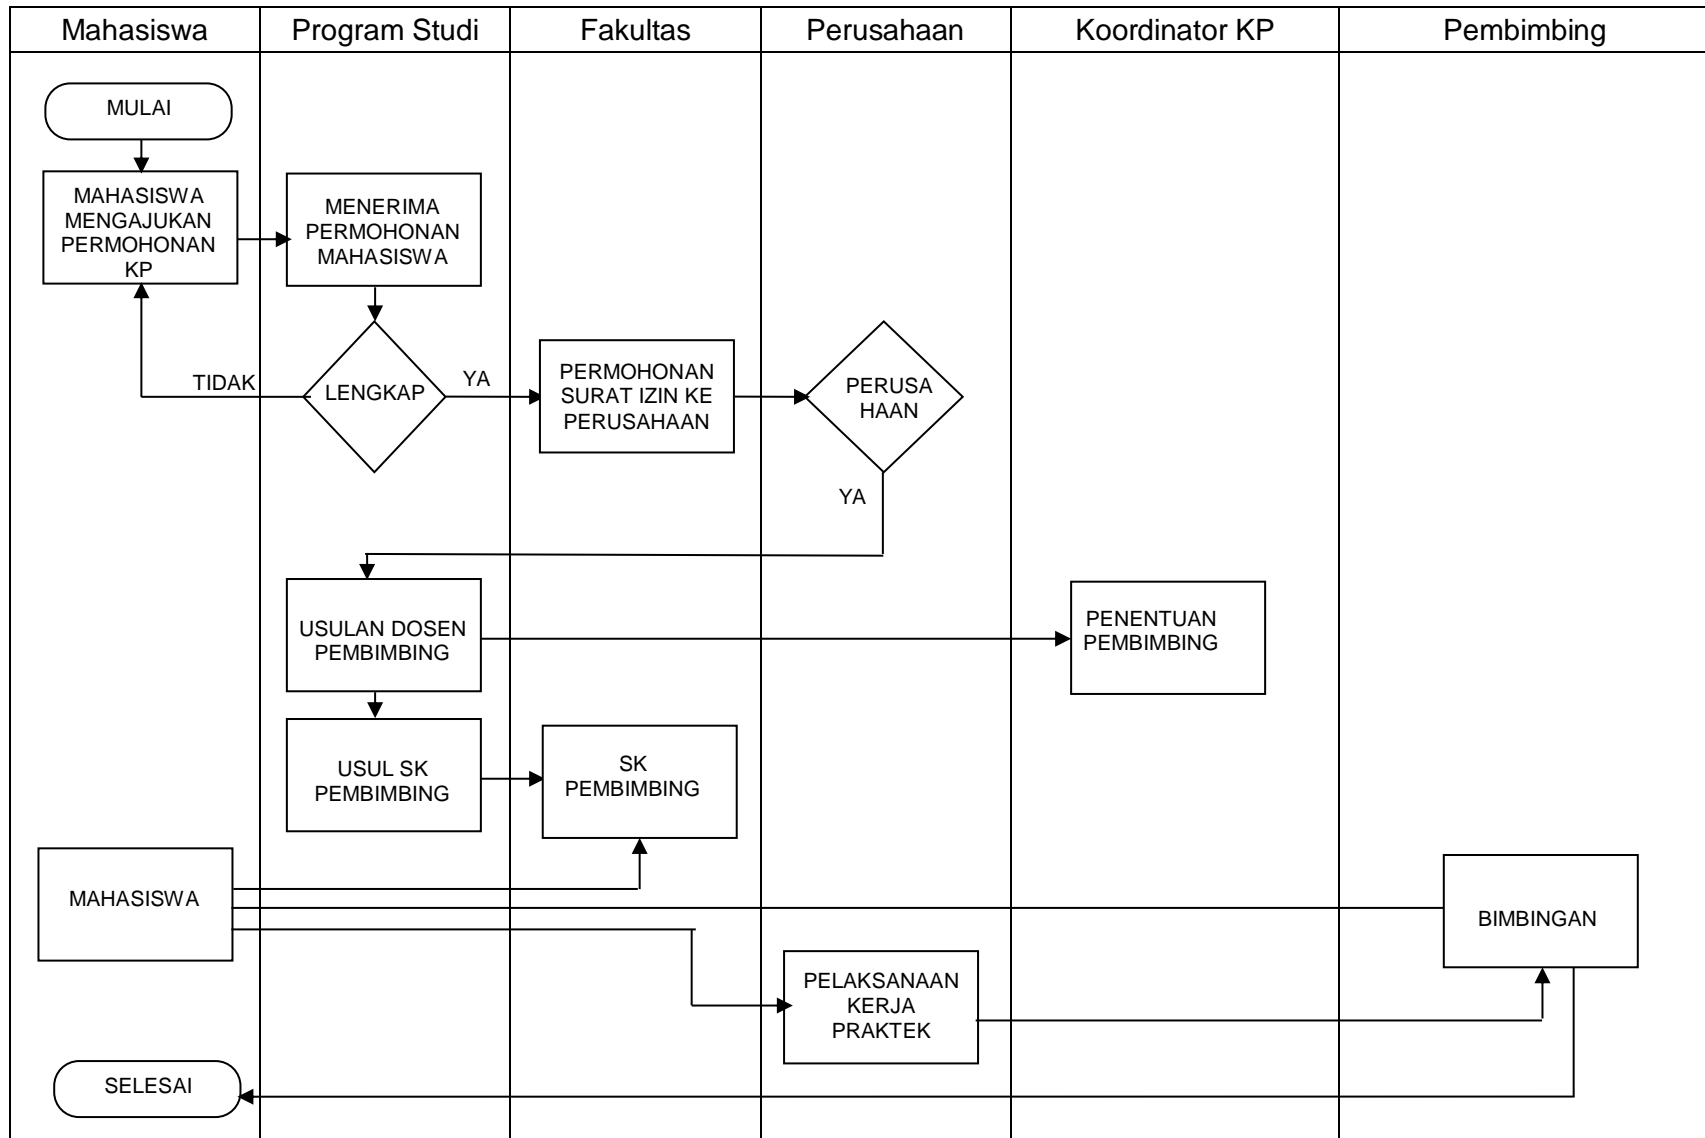 Mahasiswa
Program Studi
Fakultas
Perusahaan
Koordinator KP
Pembimbing
MULAI
MAHASISWA
MENGAJUKAN
PERMOHONAN
KP
MENERIMA
PERMOHONAN
MAHASISWA
TIDAK
LENGKAP
YA
PERMOHONAN
SURAT IZIN KE
PERUSAHAAN
PERUSA
HAAN
YA
USULAN DOSEN
PEMBIMBING
PENENTUAN
PEMBIMBING
USUL SK
PEMBIMBING
SK
PEMBIMBING
MAHASISWA
BIMBINGAN
PELAKSANAAN
KERJA
PRAKTEK
SELESAI